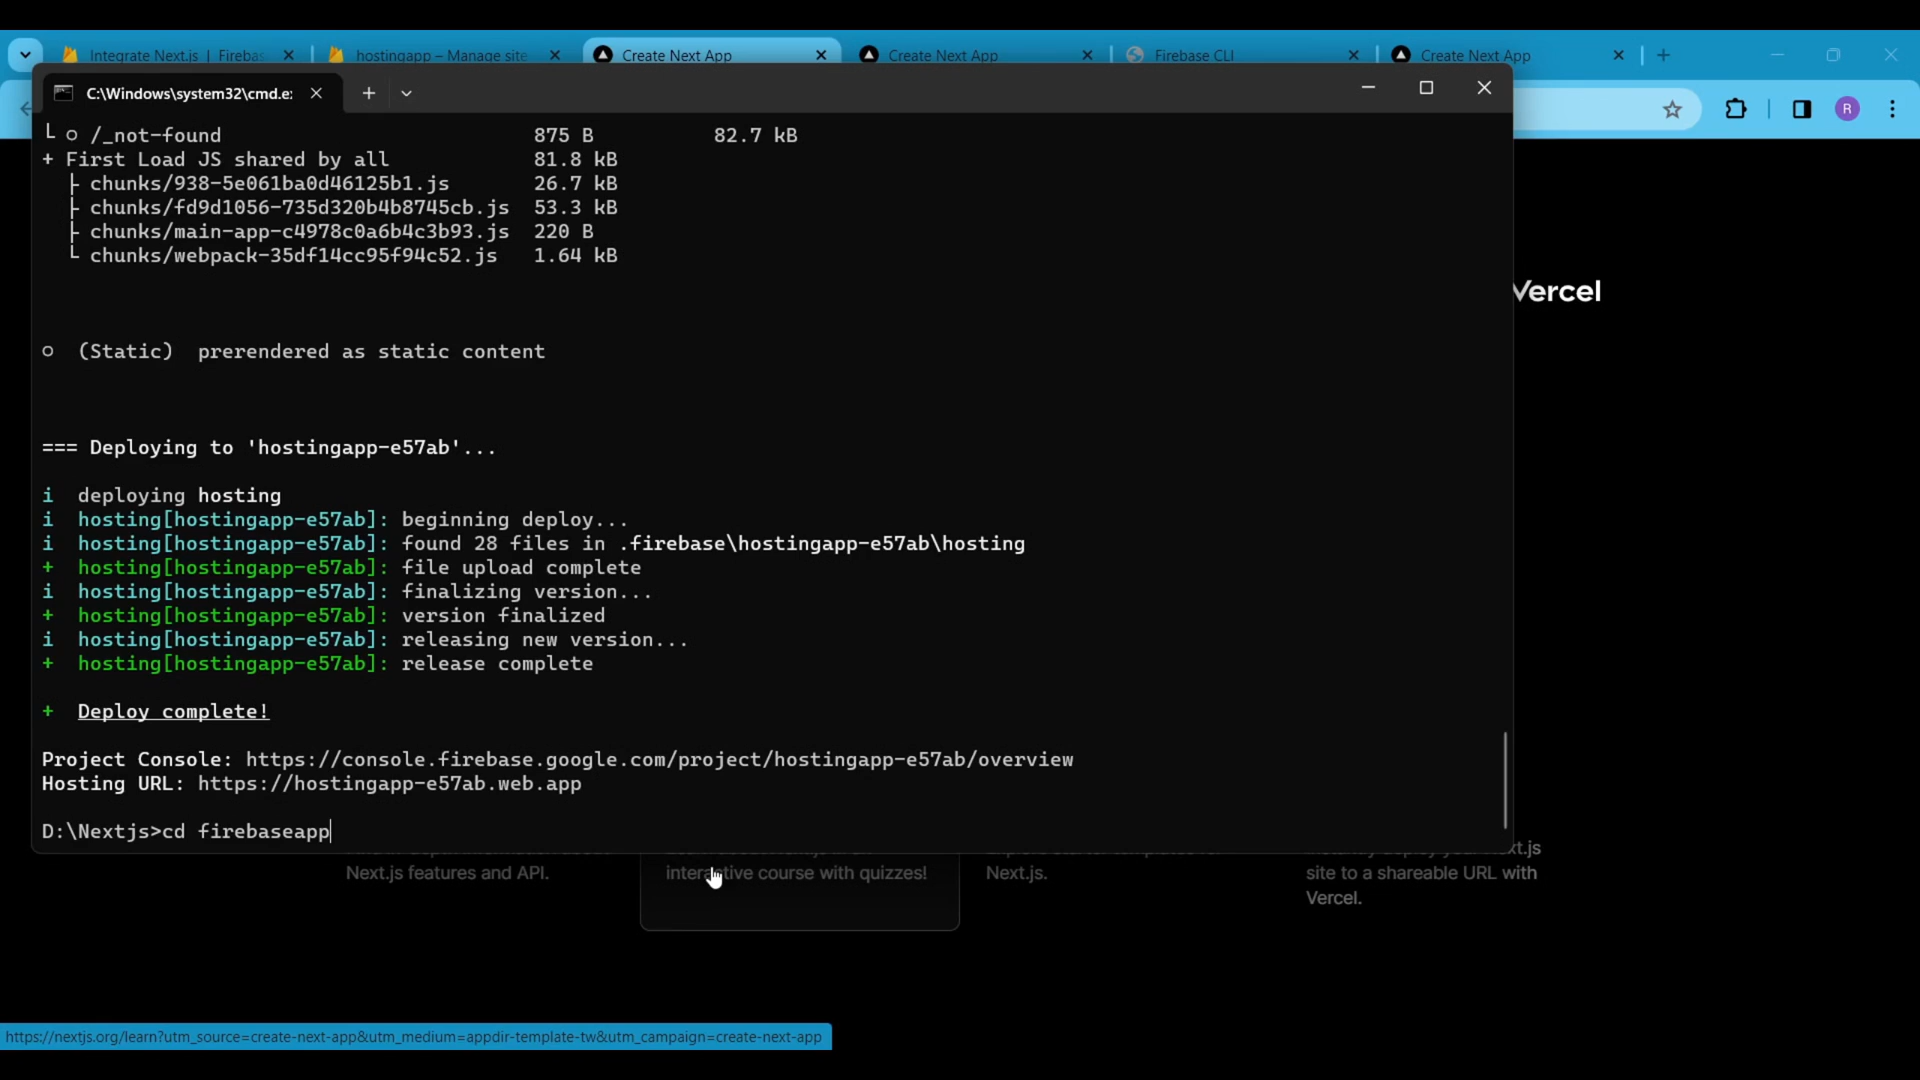 Integrate Next.js | Firebas
hostingapp – Manage site
Create Next App
Create Next App
Firebase CLI
Create Next App
C:\Windows\system32\cmd.e:
R
└ ○ /_not-found 875 B 82.7 kB
+ First Load JS shared by all 81.8 kB
├ chunks/938-5e061ba0d46125b1.js 26.7 kB
├ chunks/fd9d1056-735d320b4b8745cb.js 53.3 kB
├ chunks/main-app-c4978c0a6b4c3b93.js 220 B
└ chunks/webpack-35df14cc95f94c52.js 1.64 kB
Vercel
○ (Static) prerendered as static content
=== Deploying to 'hostingapp-e57ab'...
i deploying hosting
i hosting[hostingapp-e57ab]: beginning deploy...
i hosting[hostingapp-e57ab]: found 28 files in .firebase\hostingapp-e57ab\hosting
+ hosting[hostingapp-e57ab]: file upload complete
i hosting[hostingapp-e57ab]: finalizing version...
+ hosting[hostingapp-e57ab]: version finalized
i hosting[hostingapp-e57ab]: releasing new version...
+ hosting[hostingapp-e57ab]: release complete
+ Deploy complete!
Project Console: https://console.firebase.google.com/project/hostingapp-e57ab/overview
Hosting URL: https://hostingapp-e57ab.web.app
D:\Nextjs>cd firebaseapp
Next.js features and API.
interactive course with quizzes!
Next.js.
xt.js
site to a shareable URL with
Vercel.
https://nextjs.org/learn?utm_source=create-next-app&utm_medium=appdir-template-tw&utm_campaign=create-next-app